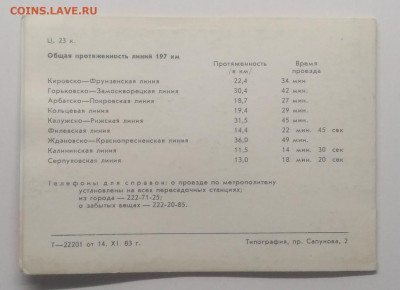 COINS.LAVE.RU
Ц. 23 к.
Общая протяженность линий 197 км
Протяженность Время
/в км/ проезда
Кировско—Фрунзенская линия 22,4 34 мин
Горьковско—Замоскворецкая линия 30,4 42 мин.
Арбатско—Покровская линия 18,7 27 мин.
Кольцевая линия 19,4 29 мин.
Калужско—Рижская линия 31,5 45 мин.
Филевская линия 14,4 22 мин. 45 сек
Ждановско—Краснопресненская линия 36,0 49 мин.
Калининская линия 11,5 14 мин. 30 сек
Серпуховская линия 13,0 18 мин. 20 сек
Телефоны для справок: о проезде по метрополитену
установлены на всех пересадочных станциях;
из города — 222-71-25;
о забытых вещах — 222-20-85.
Т—22201 от 14. XI. 83 г. Типография, пр. Сапунова, 2